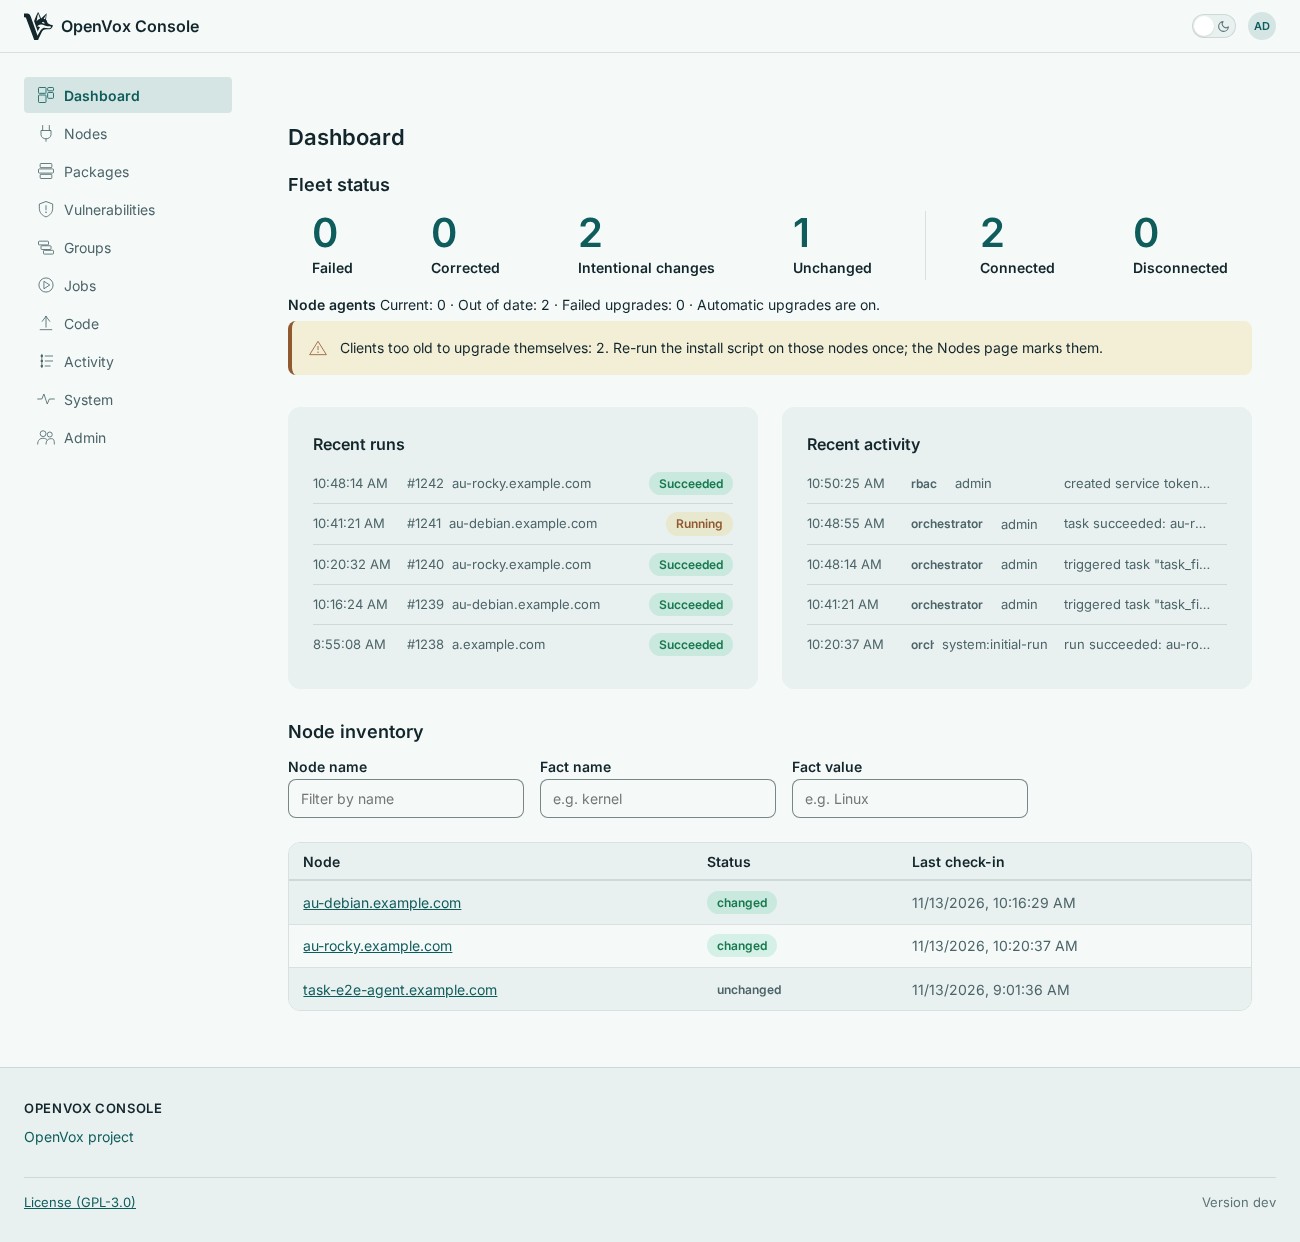 OpenVox Console
AD
Dashboard
Nodes
Packages
Vulnerabilities
Groups
Jobs
Code
Activity
System
Admin
Dashboard
Fleet status
0 0 2 1 2 0
Failed Corrected Intentional changes Unchanged Connected Disconnected
Node agents Current: 0 · Out of date: 2 · Failed upgrades: 0 · Automatic upgrades are on.
Clients too old to upgrade themselves: 2. Re-run the install script on those nodes once; the Nodes page marks them.
Recent runs
10:48:14 AM #1242 au-rocky.example.com Succeeded
10:41:21 AM #1241 au-debian.example.com Running
10:20:32 AM #1240 au-rocky.example.com Succeeded
10:16:24 AM #1239 au-debian.example.com Succeeded
8:55:08 AM #1238 a.example.com Succeeded
Recent activity
10:50:25 AM rbac admin created service token…
10:48:55 AM orchestrator admin task succeeded: au-r…
10:48:14 AM orchestrator admin triggered task "task_fi…
10:41:21 AM orchestrator admin triggered task "task_fi…
10:20:37 AM orch system:initial-run run succeeded: au-ro…
Node inventory
Node name Fact name Fact value
Filter by name e.g. kernel e.g. Linux
Node Status Last check-in
au-debian.example.com changed 11/13/2026, 10:16:29 AM
au-rocky.example.com changed 11/13/2026, 10:20:37 AM
task-e2e-agent.example.com unchanged 11/13/2026, 9:01:36 AM
OPENVOX CONSOLE
OpenVox project
License (GPL-3.0) Version dev